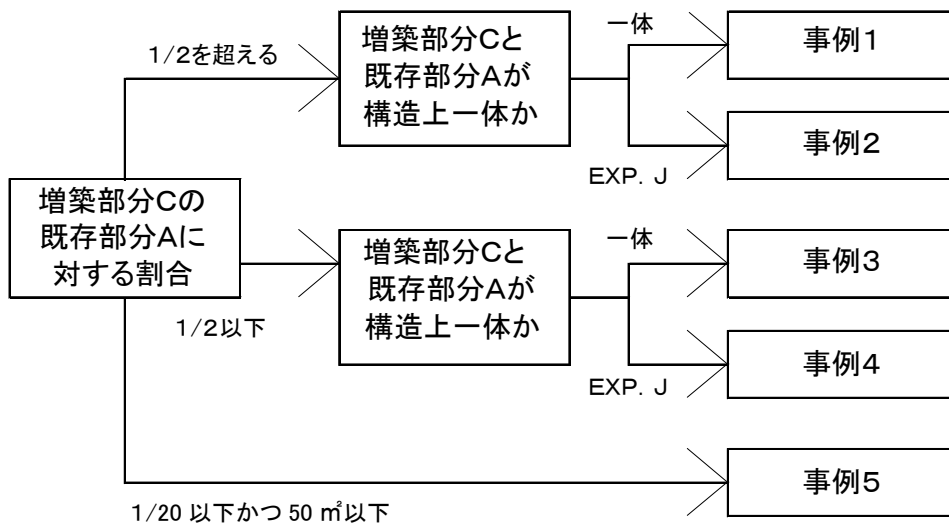 1/2を超える
増築部分Cと
既存部分Aが
構造上一体か
一体
事例1
EXP. J
事例2
増築部分Cの
既存部分Aに
対する割合
1/2以下
増築部分Cと
既存部分Aが
構造上一体か
一体
事例3
EXP. J
事例4
1/20 以下かつ 50 ㎡以下
事例5